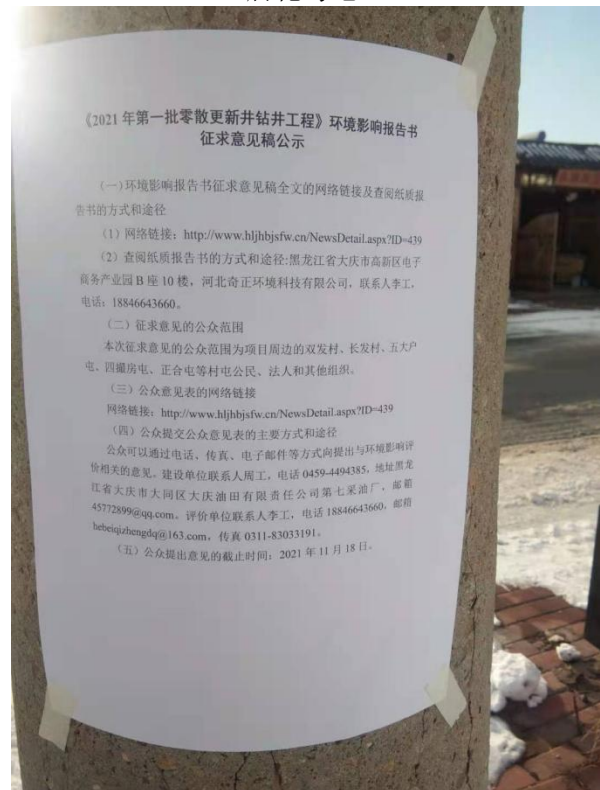 《2021年第一批零散更新井钻井工程》环境影响报告书
征求意见稿公示
（一）环境影响报告书征求意见稿全文的网络链接及查阅纸质报
告书的方式和途径
（1）网络链接：http://www.hljhbjsfw.cn/NewsDetail.aspx?ID=439
（2）查阅纸质报告书的方式和途径:黑龙江省大庆市高新区电子
商务产业园B座10楼，河北奇正环境科技有限公司，联系人李工，
电话：18846643660。
（二）征求意见的公众范围
本次征求意见的公众范围为项目周边的双发村、长发村、五大户
屯、四撮房屯、正合屯等村屯公民、法人和其他组织。
（三）公众意见表的网络链接
网络链接：http://www.hljhbjsfw.cn/NewsDetail.aspx?ID=439
（四）公众提交公众意见表的主要方式和途径
公众可以通过电话、传真、电子邮件等方式向提出与环境影响评
价相关的意见。建设单位联系人周工，电话0459-4494385，地址黑龙
江省大庆市大同区大庆油田有限责任公司第七采油厂，邮箱
45772899@qq.com。评价单位联系人李工，电话18846643660，邮箱
hebeiqizhengdq@163.com，传真0311-83033191。
（五）公众提出意见的截止时间：2021年11月18日。